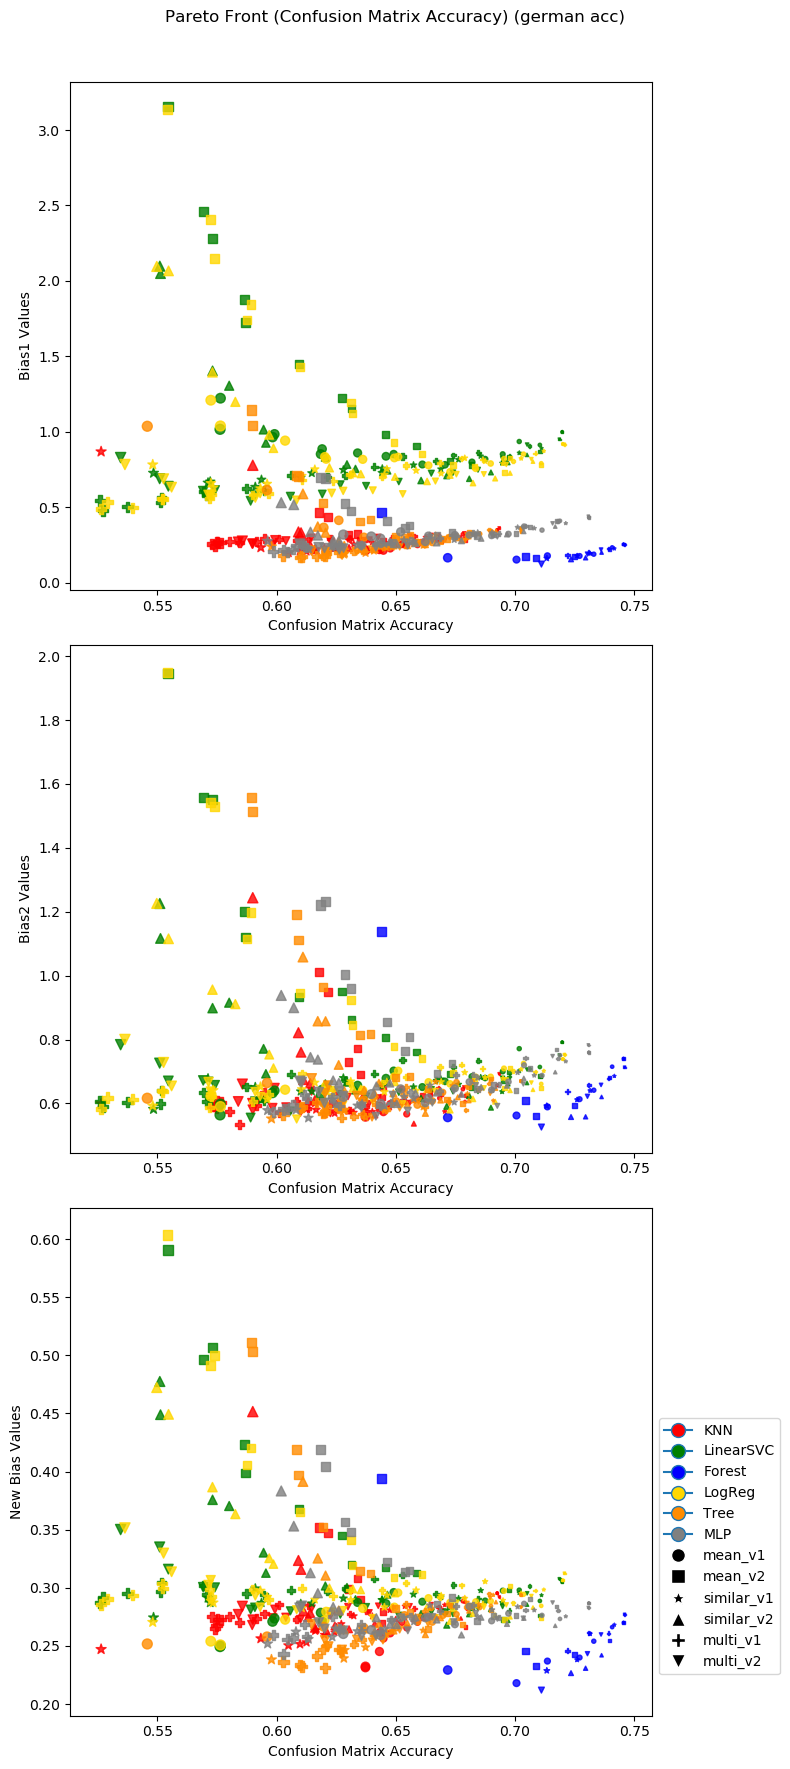 Pareto Front (Confusion Matrix Accuracy) (german acc)
3.0
2.5
2.0
1.5
1.0
0.5
0.0
Bias1 Values
0.55 0.60 0.65 0.70 0.75
Confusion Matrix Accuracy
2.0
1.8
1.6
1.4
1.2
1.0
0.8
0.6
Bias2 Values
0.55 0.60 0.65 0.70 0.75
Confusion Matrix Accuracy
0.60
0.55
0.50
0.45
0.40
0.35
0.30
0.25
0.20
New Bias Values
0.55 0.60 0.65 0.70 0.75
Confusion Matrix Accuracy
KNN
LinearSVC
Forest
LogReg
Tree
MLP
mean_v1
mean_v2
similar_v1
similar_v2
multi_v1
multi_v2